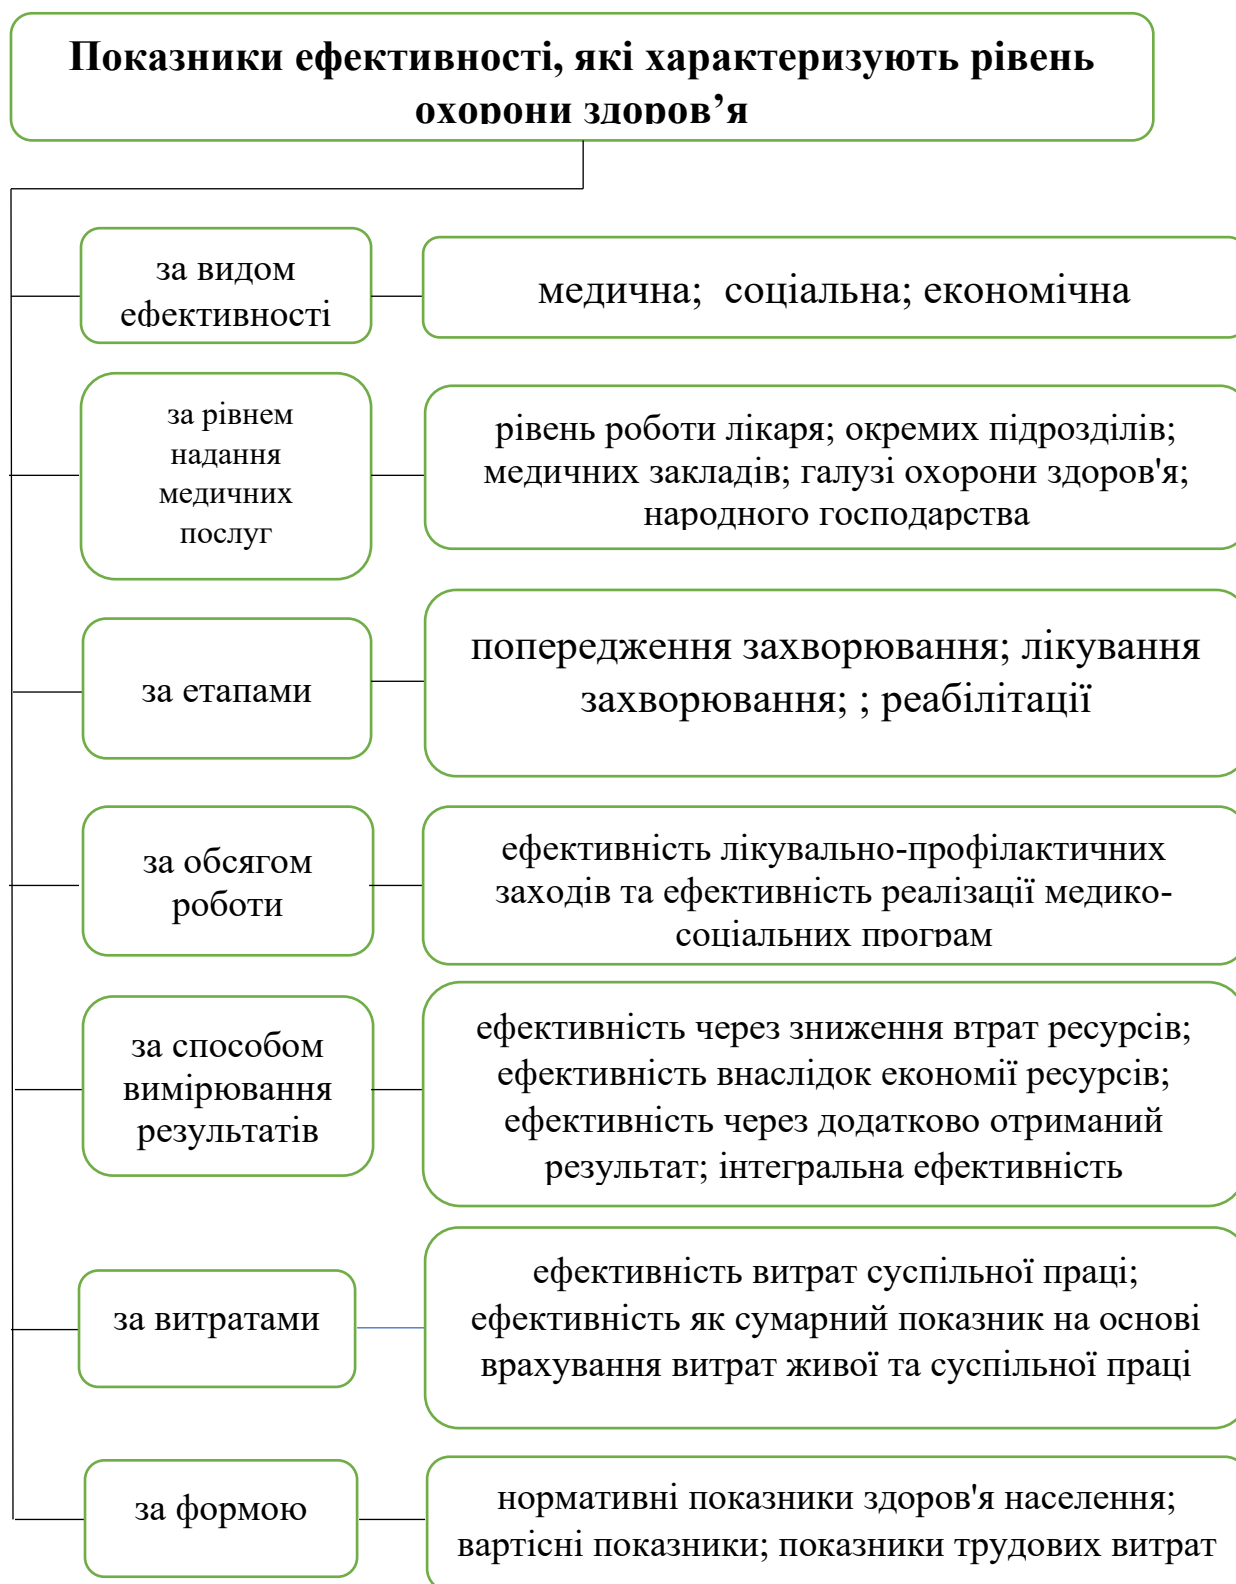 Показники ефективності, які характеризують рівень
охорони здоров’я
за видом
ефективності
медична;  соціальна; економічна
за рівнем
надання
медичних
послуг
рівень роботи лікаря; окремих підрозділів;
медичних закладів; галузі охорони здоров'я;
народного господарства
за етапами
попередження захворювання; лікування
захворювання; ; реабілітації
за обсягом
роботи
ефективність лікувально-профілактичних
заходів та ефективність реалізації медико-
соціальних програм
за способом
вимірювання
результатів
ефективність через зниження втрат ресурсів;
ефективність внаслідок економії ресурсів;
ефективність через додатково отриманий
результат; інтегральна ефективність
за витратами
ефективність витрат суспільної праці;
ефективність як сумарний показник на основі
врахування витрат живої та суспільної праці
за формою
нормативні показники здоров'я населення;
вартісні показники; показники трудових витрат